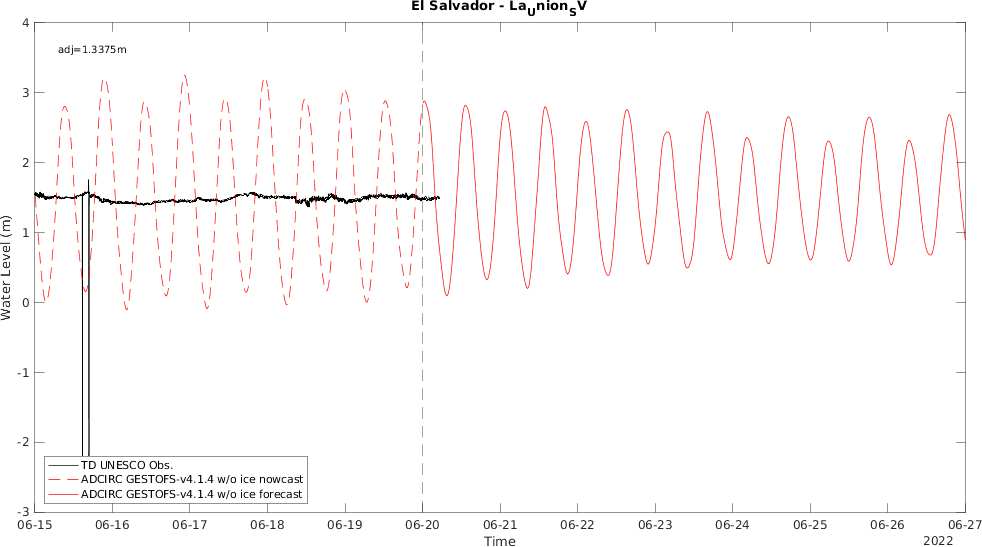 El Salvador - LaUnionSV
adj=1.3375m
4
3
2
1
0
-1
-2
-3
Water Level (m)
TD UNESCO Obs.
ADCIRC GESTOFS-v4.1.4 w/o ice nowcast
ADCIRC GESTOFS-v4.1.4 w/o ice forecast
06-15 06-16 06-17 06-18 06-19 06-20 06-21 06-22 06-23 06-24 06-25 06-26 06-27
Time
2022